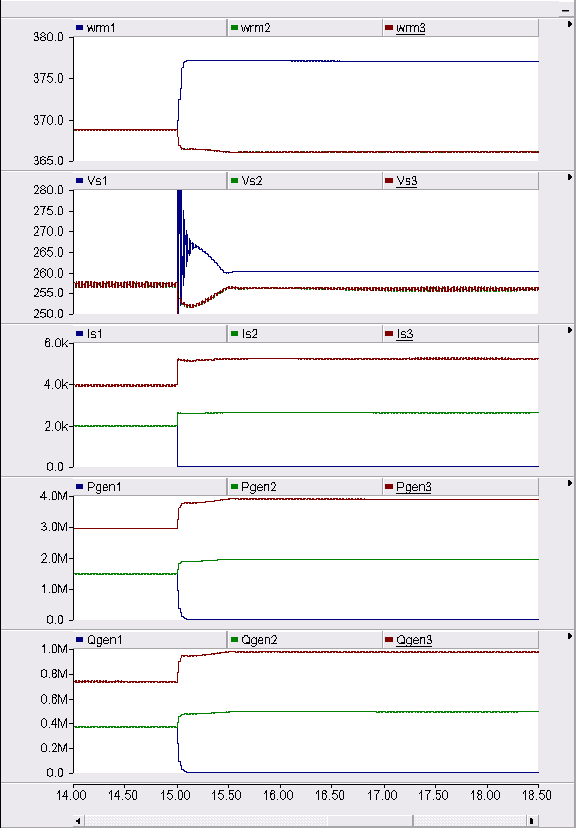 wrm1 wrm2 wrm3
380.0
375.0
370.0
365.0
Vs1 Vs2 Vs3
280.0
275.0
270.0
265.0
260.0
255.0
250.0
Is1 Is2 Is3
6.0k
4.0k
2.0k
0.0
Pgen1 Pgen2 Pgen3
4.0M
3.0M
2.0M
1.0M
0.0
Qgen1 Qgen2 Qgen3
1.0M
0.8M
0.6M
0.4M
0.2M
0.0
14.00 14.50 15.00 15.50 16.00 16.50 17.00 17.50 18.00 18.50